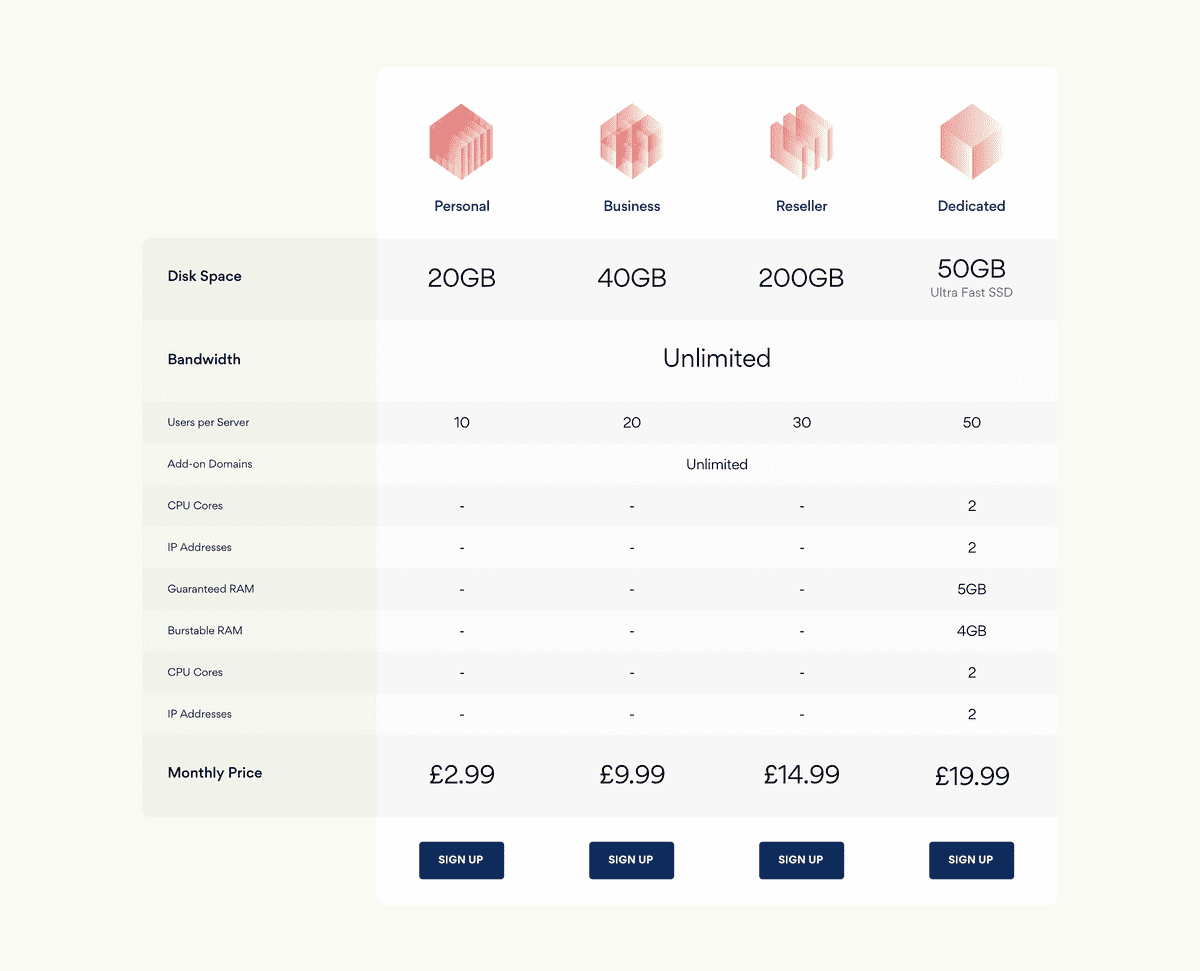 Personal Business Reseller Dedicated
Disk Space 20GB 40GB 200GB 50GB
Ultra Fast SSD
Bandwidth Unlimited
Users per Server 10 20 30 50
Add-on Domains Unlimited
CPU Cores - - - 2
IP Addresses - - - 2
Guaranteed RAM - - - 5GB
Burstable RAM - - - 4GB
CPU Cores - - - 2
IP Addresses - - - 2
Monthly Price £2.99 £9.99 £14.99 £19.99
SIGN UP SIGN UP SIGN UP SIGN UP